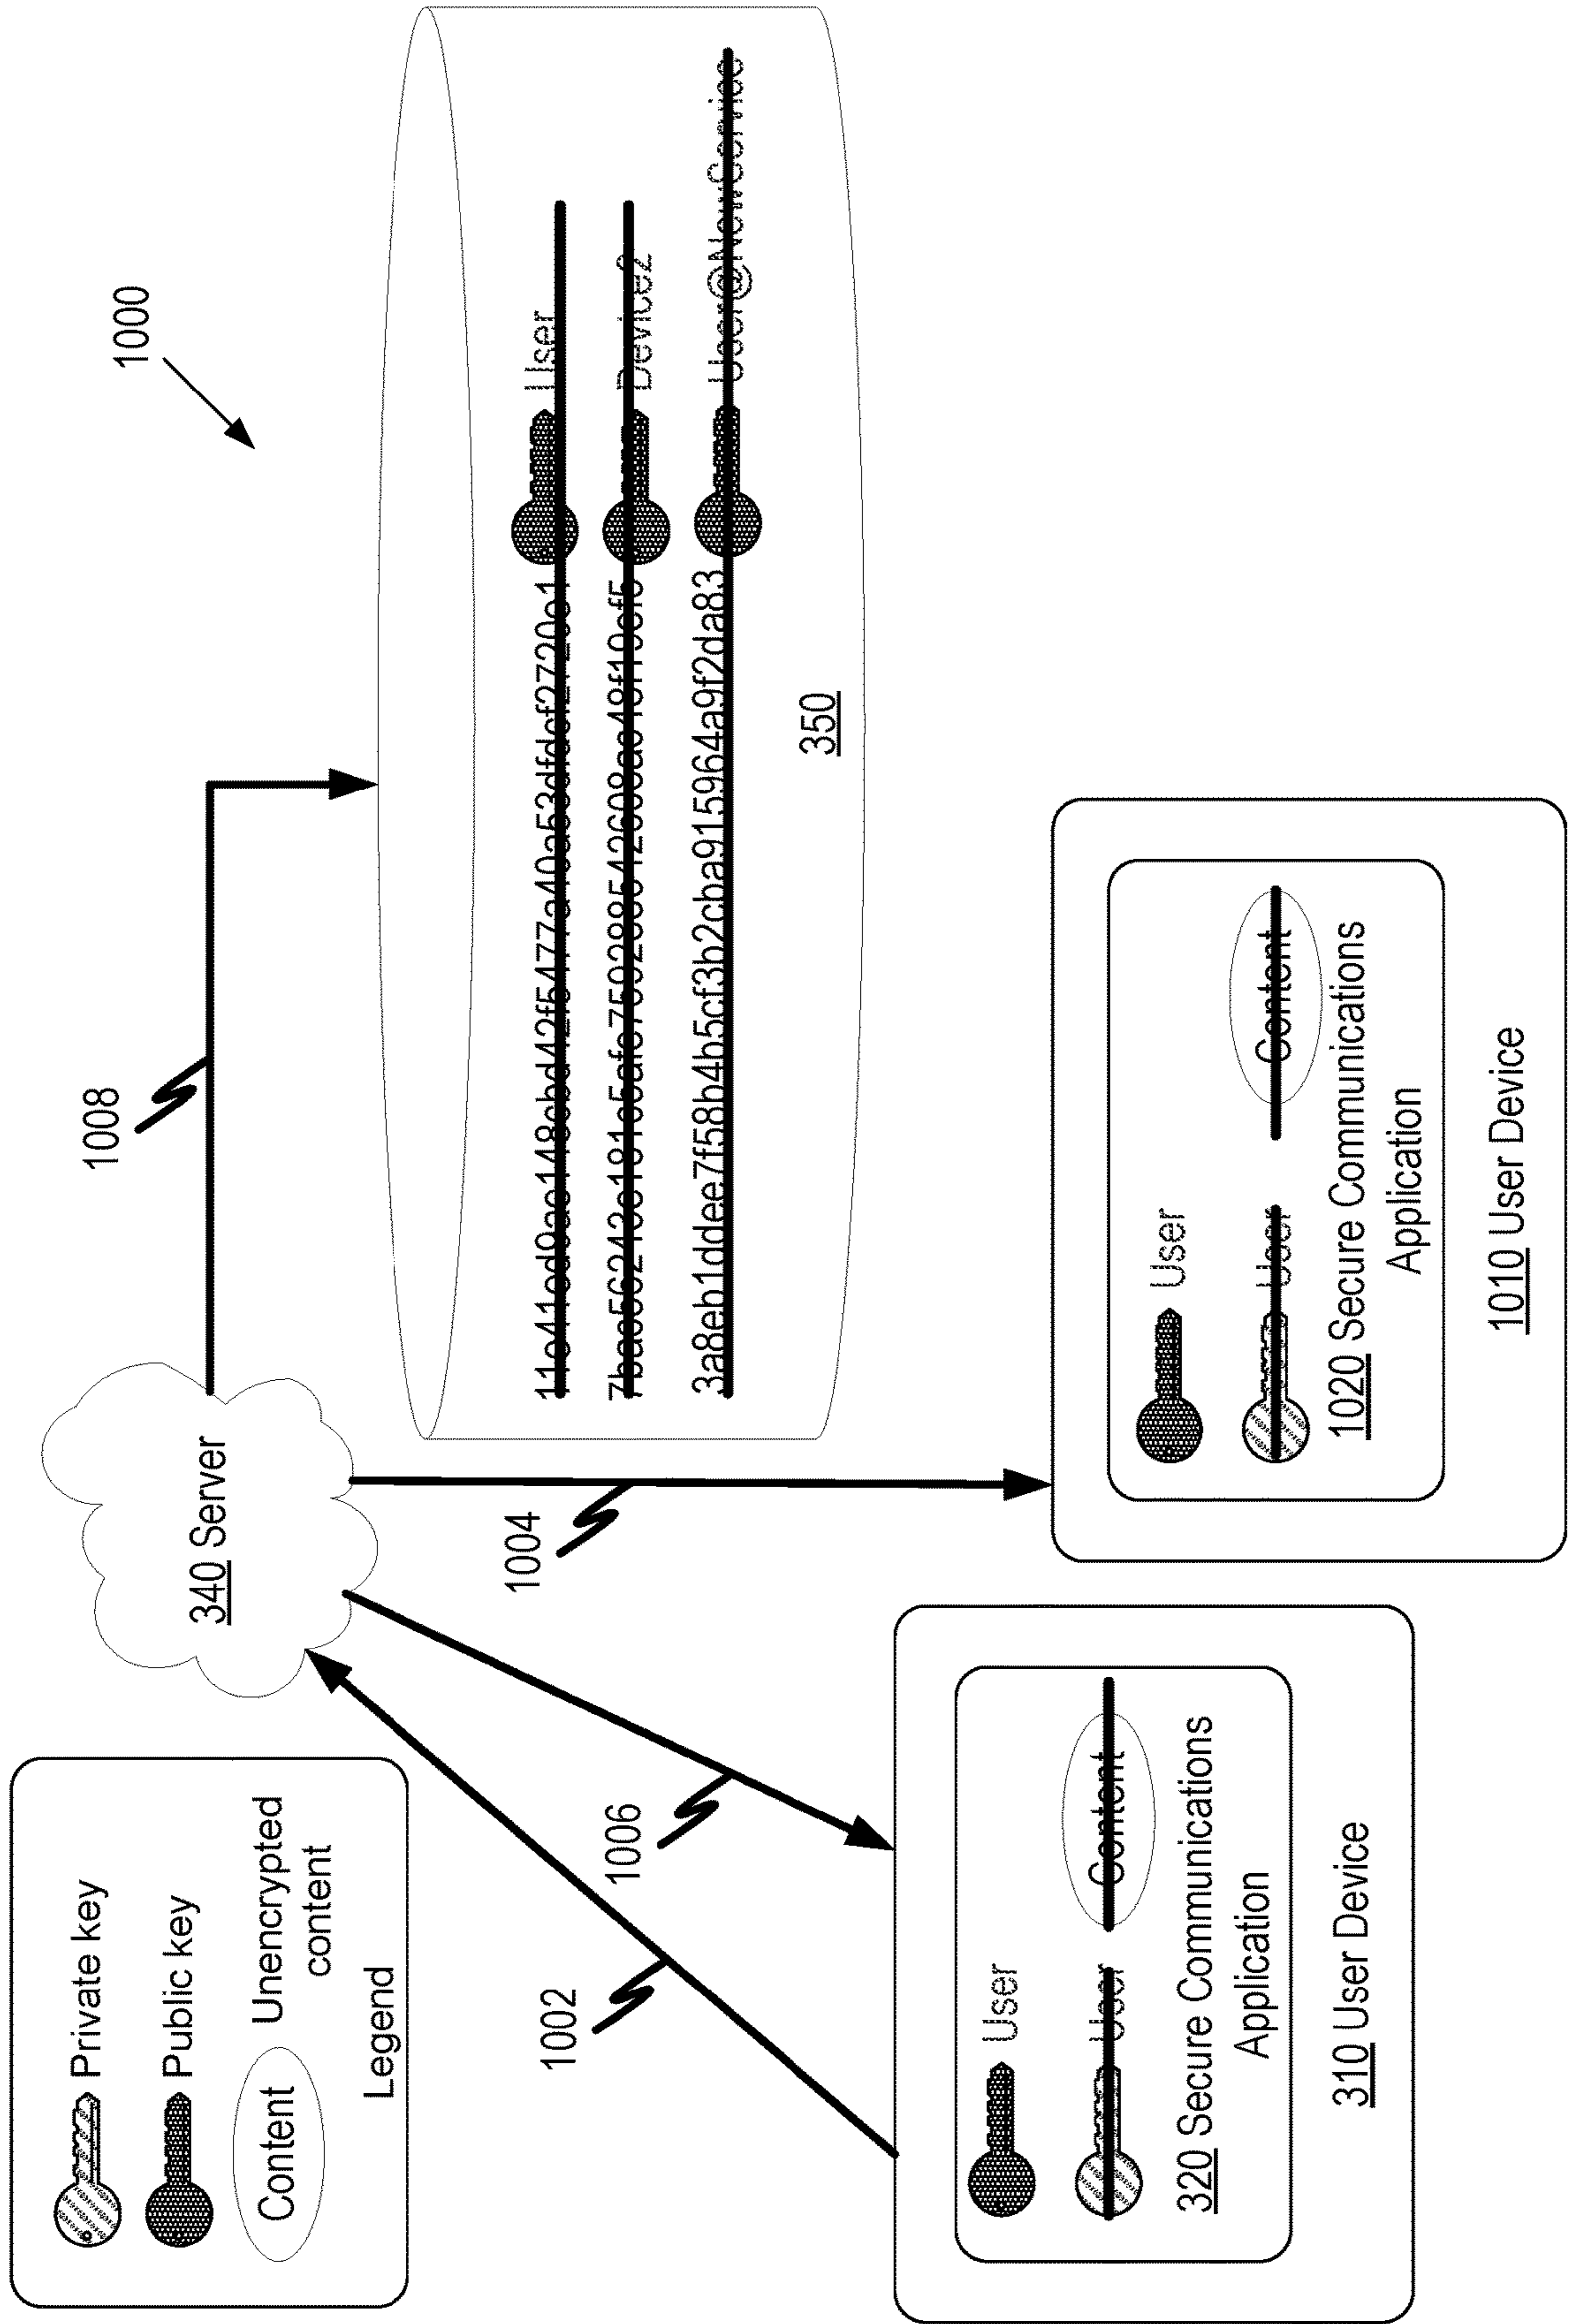 Private key
Public key
Content
Unencrypted
content
Legend
340 Server
1008
1000
1002
1006
1004
User
Device2
3a8eb1ddee7f58b4b5cf3b2cba915964a9f2da83 User@NewService
350
User
User
Content
320 Secure Communications
Application
310 User Device
User
User
Content
1020 Secure Communications
Application
1010 User Device